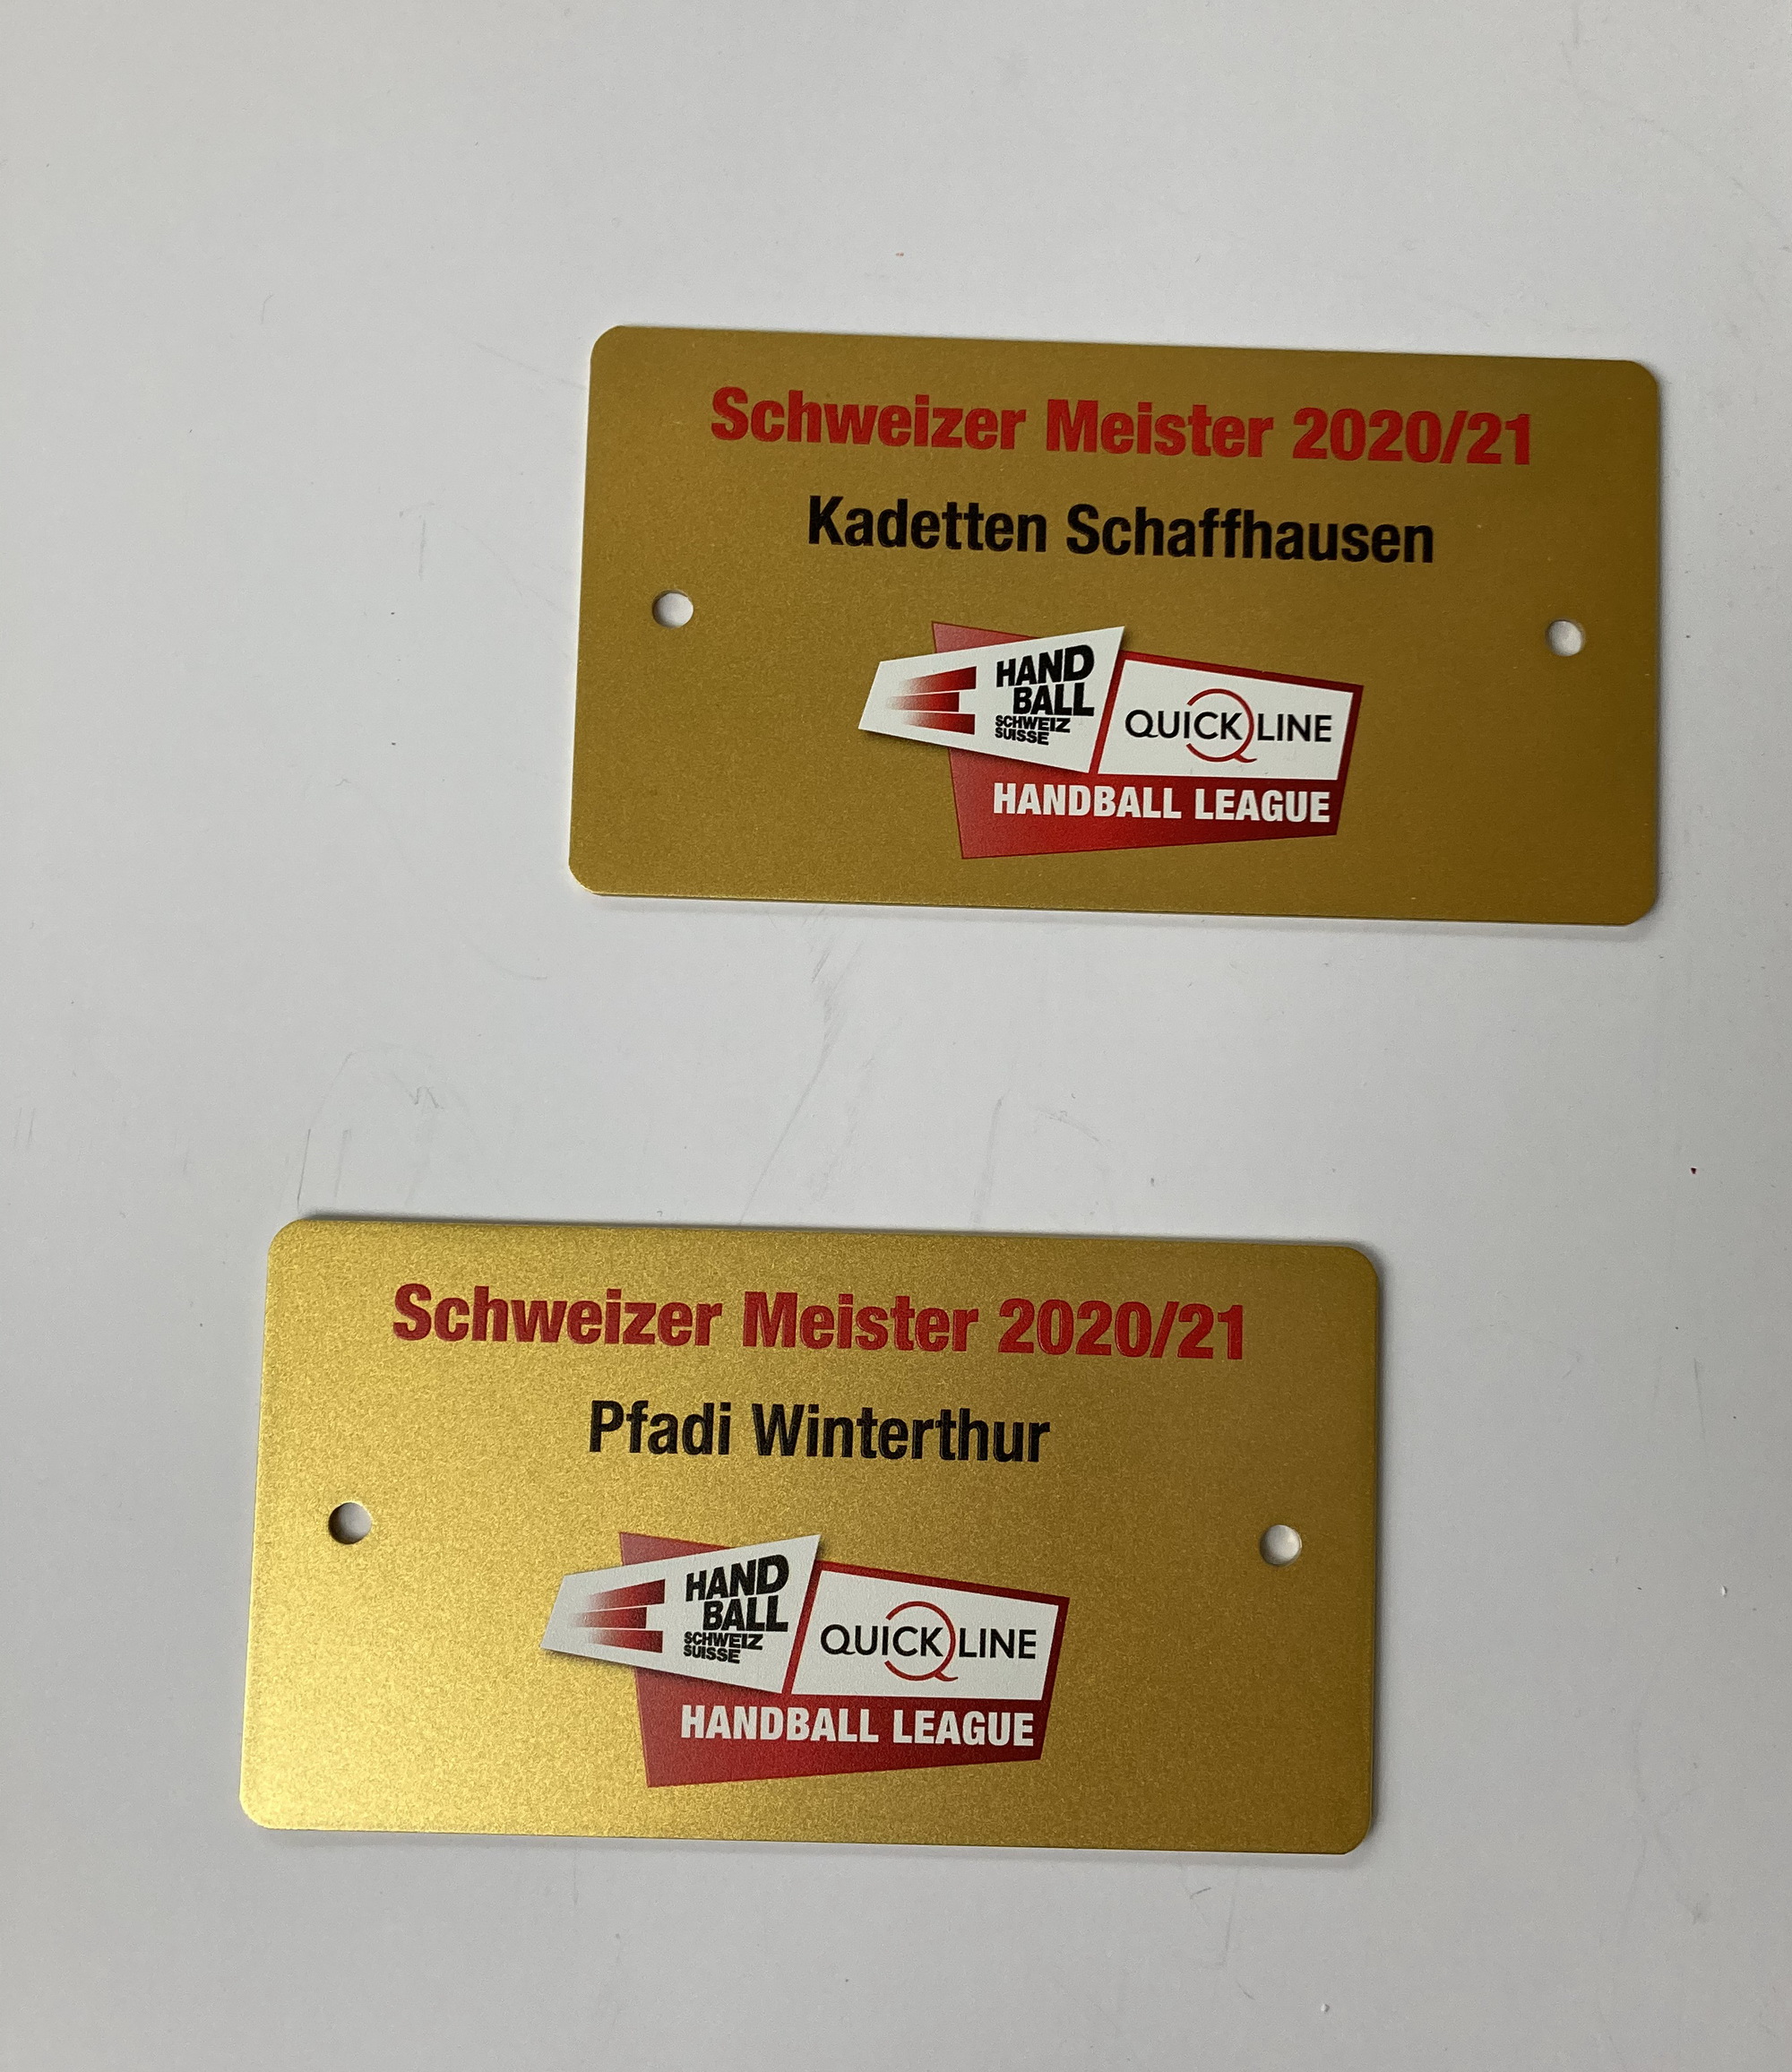 Schweizer Meister 2020/21
Kadetten Schaffhausen
HAND
BALL
SCHWEIZ
SUISSE
QUICKLINE
HANDBALL LEAGUE
Schweizer Meister 2020/21
Pfadi Winterthur
HAND
BALL
SCHWEIZ
SUISSE
QUICKLINE
HANDBALL LEAGUE